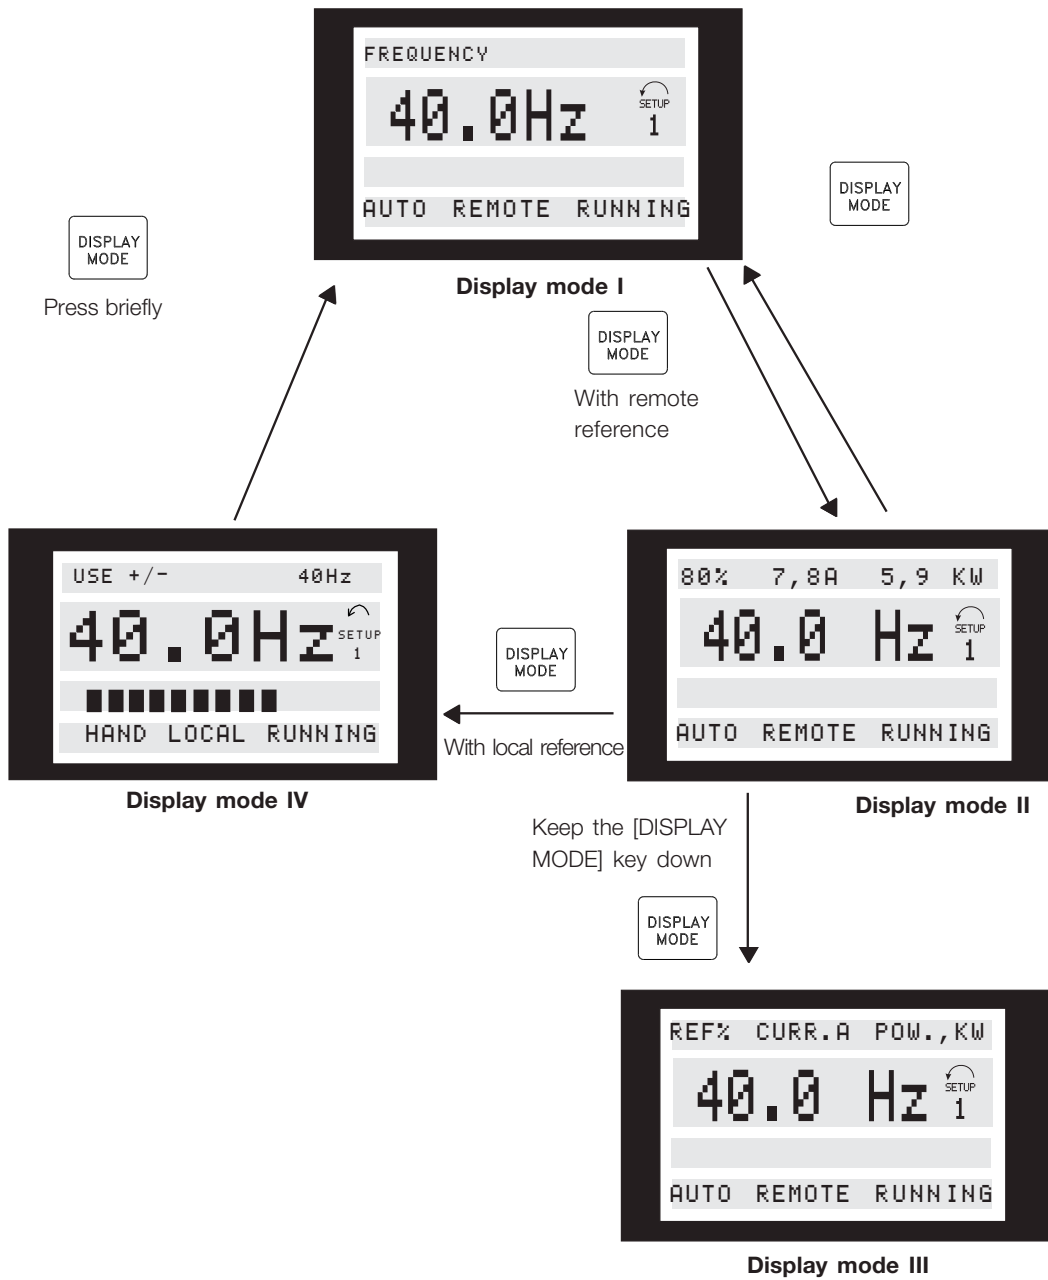 FREQUENCY
40.0Hz
SETUP
1
AUTO REMOTE RUNNING
Display mode I
DISPLAY
MODE
DISPLAY
MODE
Press briefly
DISPLAY
MODE
With remote
reference
USE +/- 40Hz
40.0Hz
SETUP
1
HAND LOCAL RUNNING
Display mode IV
DISPLAY
MODE
With local reference
80% 7,8A 5,9 KW
40.0 Hz
SETUP
1
AUTO REMOTE RUNNING
Display mode II
Keep the [DISPLAY
MODE] key down
DISPLAY
MODE
REF% CURR.A POW.,KW
40.0 Hz
SETUP
1
AUTO REMOTE RUNNING
Display mode III